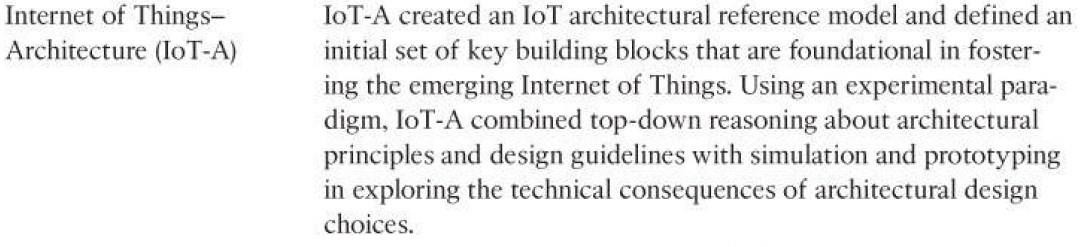 Internet of Things–
Architecture (IoT-A)
IoT-A created an IoT architectural reference model and defined an
initial set of key building blocks that are foundational in foster-
ing the emerging Internet of Things. Using an experimental para-
digm, IoT-A combined top-down reasoning about architectural
principles and design guidelines with simulation and prototyping
in exploring the technical consequences of architectural design
choices.